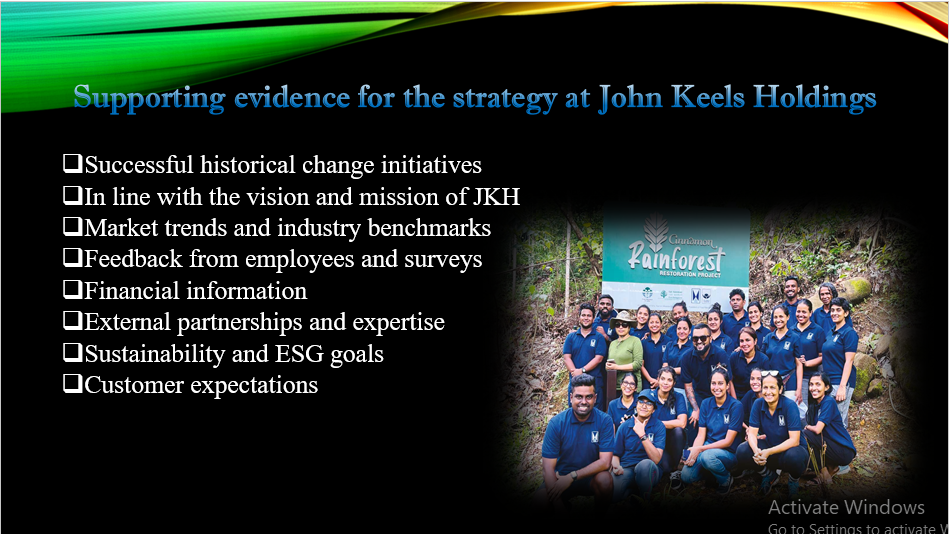 Supporting evidence for the strategy at John Keels Holdings
Successful historical change initiatives
In line with the vision and mission of JKH
Market trends and industry benchmarks
Feedback from employees and surveys
Financial information
External partnerships and expertise
Sustainability and ESG goals
Customer expectations
Cinnamon
Rainforest
RESTORATION PROJECT
Activate Windows
Go to Settings to activate W